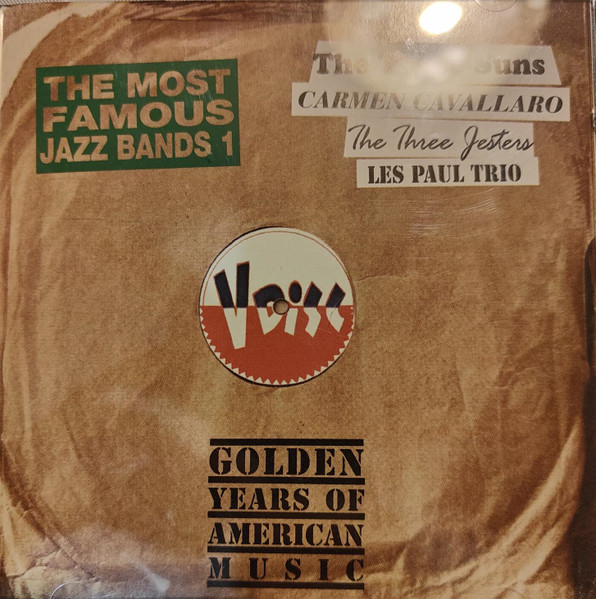 THE MOST
FAMOUS
JAZZ BANDS 1
The Suns
CARMEN CAVALLARO
The Three Jesters
LES PAUL TRIO
V DISC
GOLDEN
YEARS OF
AMERICAN
MUSIC